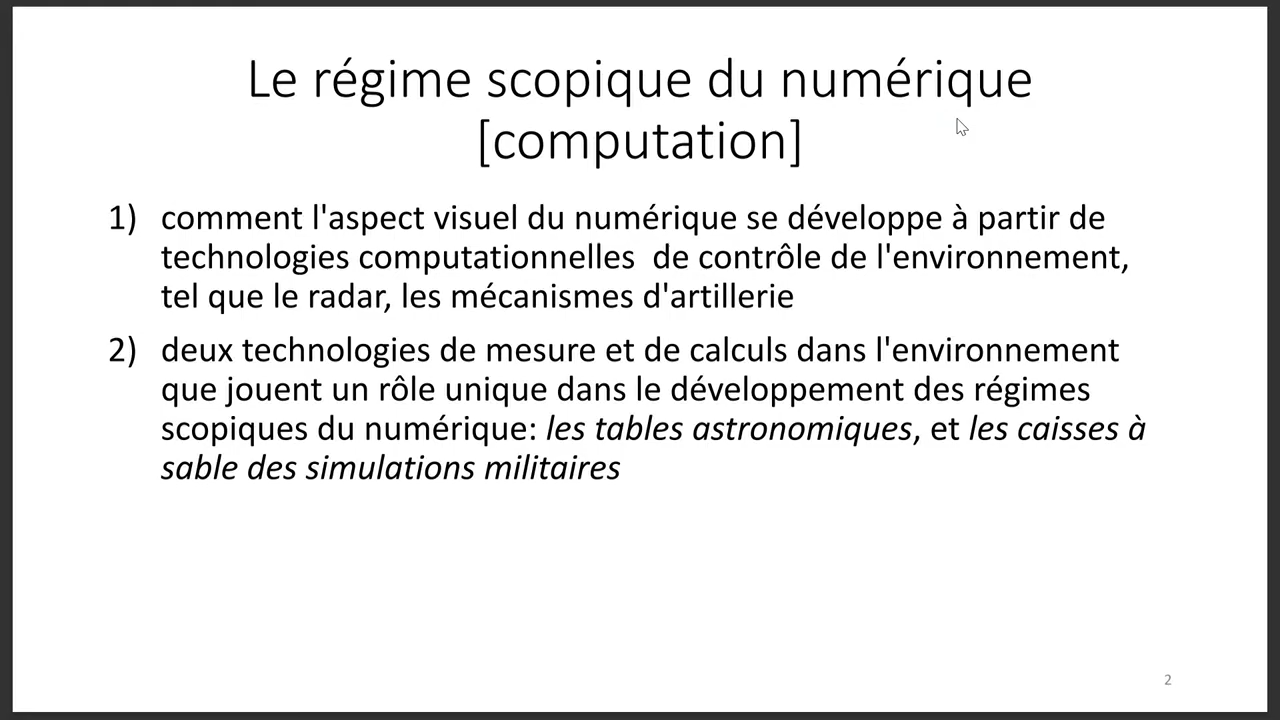 Le régime scopique du numérique
[computation]
1) comment l'aspect visuel du numérique se développe à partir de
technologies computationnelles  de contrôle de l'environnement,
tel que le radar, les mécanismes d'artillerie
2) deux technologies de mesure et de calculs dans l'environnement
que jouent un rôle unique dans le développement des régimes
scopiques du numérique: les tables astronomiques, et les caisses à
sable des simulations militaires
2